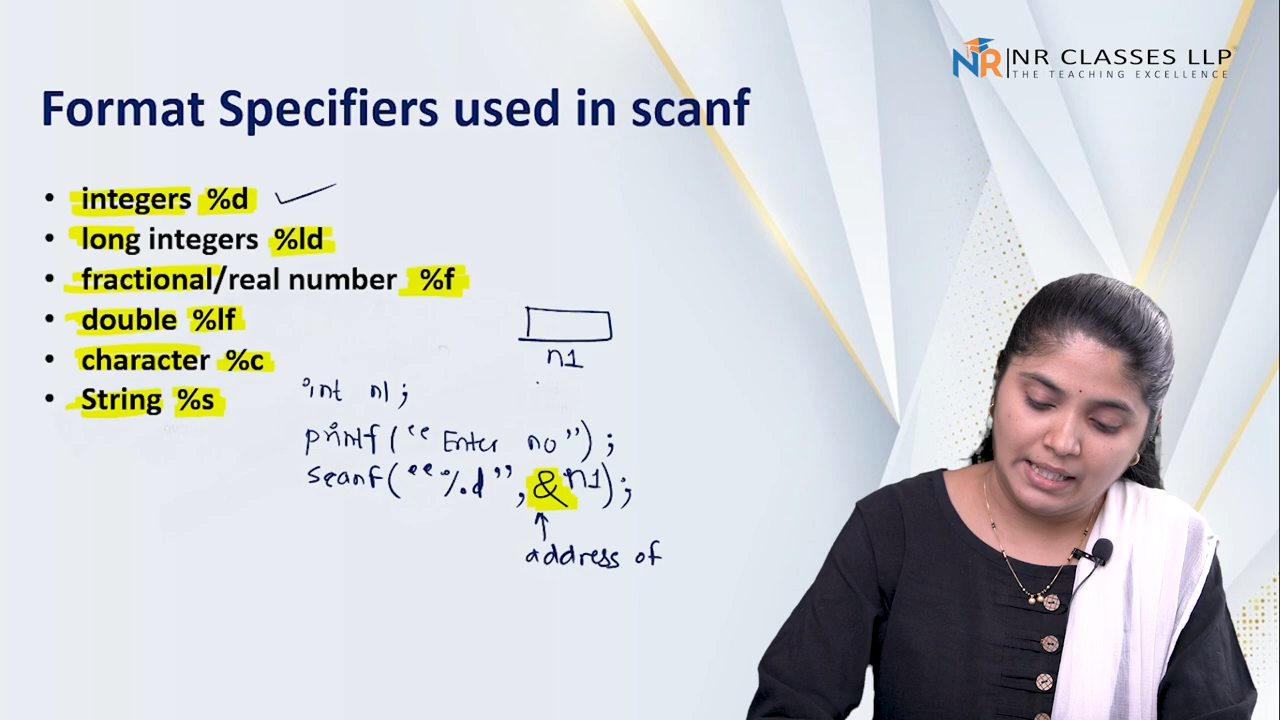 NR NR CLASSES LLP
THE TEACHING EXCELLENCE
Format Specifiers used in scanf
• integers %d
• long integers %ld
• fractional/real number %f
• double %lf
• character %c
• String %s
n1
int n1;
printf("Enter no");
scanf("%d", &n1);
address of